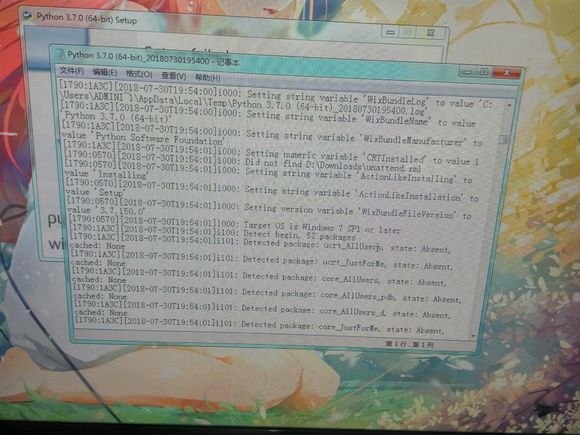 Python 3.7.0 (64-bit) Setup
Python 3.7.0 (64-bit)_20180730195400 - 记事本
文件(F) 编辑(E) 格式(O) 查看(V) 帮助(H)
[1790:1A3C][2018-07-30T19:54:00]i000: Setting string variable 'WixBundleLog' to value 'C:
\Users\ADMINI~1\AppData\Local\Temp\Python 3.7.0 (64-bit)_20180730195400.log'
[1790:1A3C][2018-07-30T19:54:00]i000: Setting string variable 'WixBundleName' to value
'Python 3.7.0 (64-bit)'
[1790:1A3C][2018-07-30T19:54:00]i000: Setting string variable 'WixBundleManufacturer' to
value 'Python Software Foundation'
[1790:1A3C][2018-07-30T19:54:00]i000: Setting numeric variable 'CRTInstalled' to value 1
[1790:0570][2018-07-30T19:54:01]i000: Did not find D:\Downloads\unattend.xml
[1790:0570][2018-07-30T19:54:01]i000: Setting string variable 'ActionLikeInstalling' to
value 'Installing'
[1790:0570][2018-07-30T19:54:01]i000: Setting string variable 'ActionLikeInstallation' to
value 'Setup'
[1790:0570][2018-07-30T19:54:01]i000: Setting version variable 'WixBundleFileVersion' to
value '3.7.150.0'
[1790:0570][2018-07-30T19:54:01]i000: Target OS is Windows 7 SP1 or later
[1790:1A3C][2018-07-30T19:54:01]i100: Detect begin, 52 packages
[1790:1A3C][2018-07-30T19:54:01]i101: Detected package: ucrt_AllUsers, state: Absent,
cached: None
[1790:1A3C][2018-07-30T19:54:01]i101: Detected package: ucrt_JustForMe, state: Absent,
cached: None
[1790:1A3C][2018-07-30T19:54:01]i101: Detected package: core_AllUsers, state: Absent,
cached: None
[1790:1A3C][2018-07-30T19:54:01]i101: Detected package: core_AllUsers_pdb, state: Absent,
cached: None
[1790:1A3C][2018-07-30T19:54:01]i101: Detected package: core_AllUsers_d, state: Absent,
cached: None
[1790:1A3C][2018-07-30T19:54:01]i101: Detected package: core_JustForMe, state: Absent,
第 1 行，第 1 列